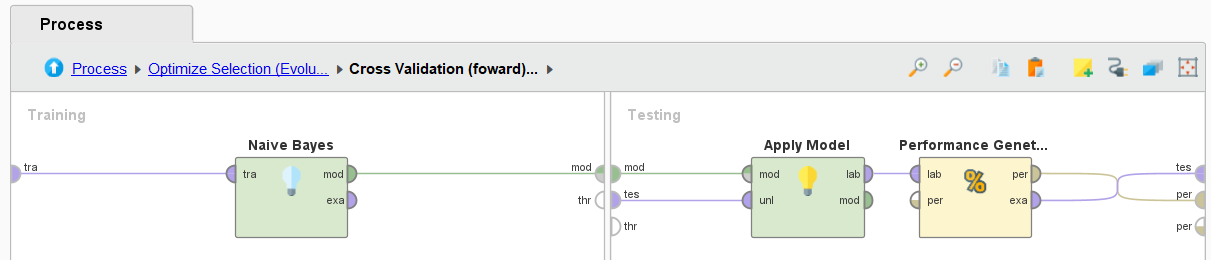 Process
Process Optimize Selection (Evolu... Cross Validation (foward)...
Training
Testing
Naive Bayes
Apply Model
Performance Genet...
tra
tra
mod
mod
mod
mod
lab
lab
per
tes
exa
thr
tes
unl
mod
per
exa
per
thr
per